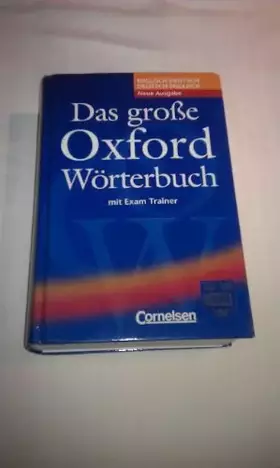 ENGLISCH-DEUTSCH
DEUTSCH-ENGLISCH
Neue Ausgabe
Das große
Oxford
Wörterbuch
mit Exam Trainer
Cornelsen